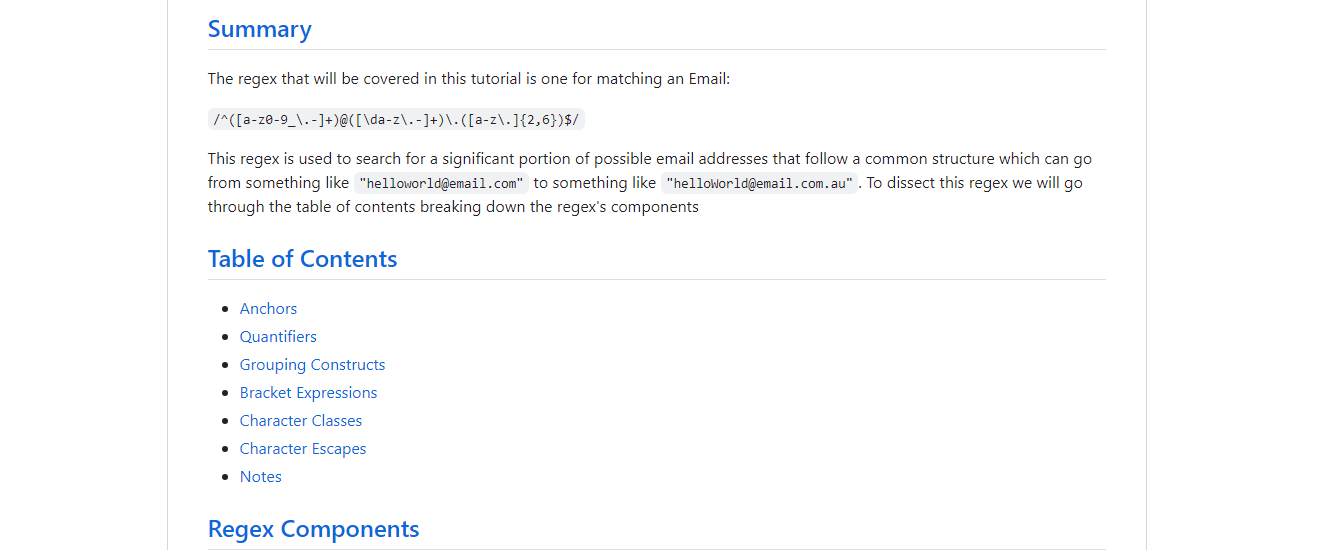 Summary
The regex that will be covered in this tutorial is one for matching an Email:
/^([a-z0-9_\.-]+)@([\da-z\.-]+)\.([a-z\.]{2,6})$/
This regex is used to search for a significant portion of possible email addresses that follow a common structure which can go
from something like "helloworld@email.com" to something like "helloWorld@email.com.au". To dissect this regex we will go
through the table of contents breaking down the regex's components
Table of Contents
Anchors
Quantifiers
Grouping Constructs
Bracket Expressions
Character Classes
Character Escapes
Notes
Regex Components